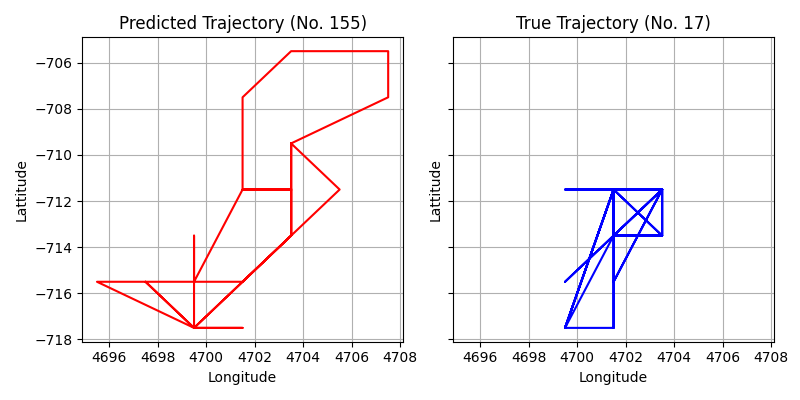 Predicted Trajectory (No. 155)
True Trajectory (No. 17)
Lattitude
−706
−708
−710
−712
−714
−716
−718
4696 4698 4700 4702 4704 4706 4708
Longitude
Lattitude
4696 4698 4700 4702 4704 4706 4708
Longitude